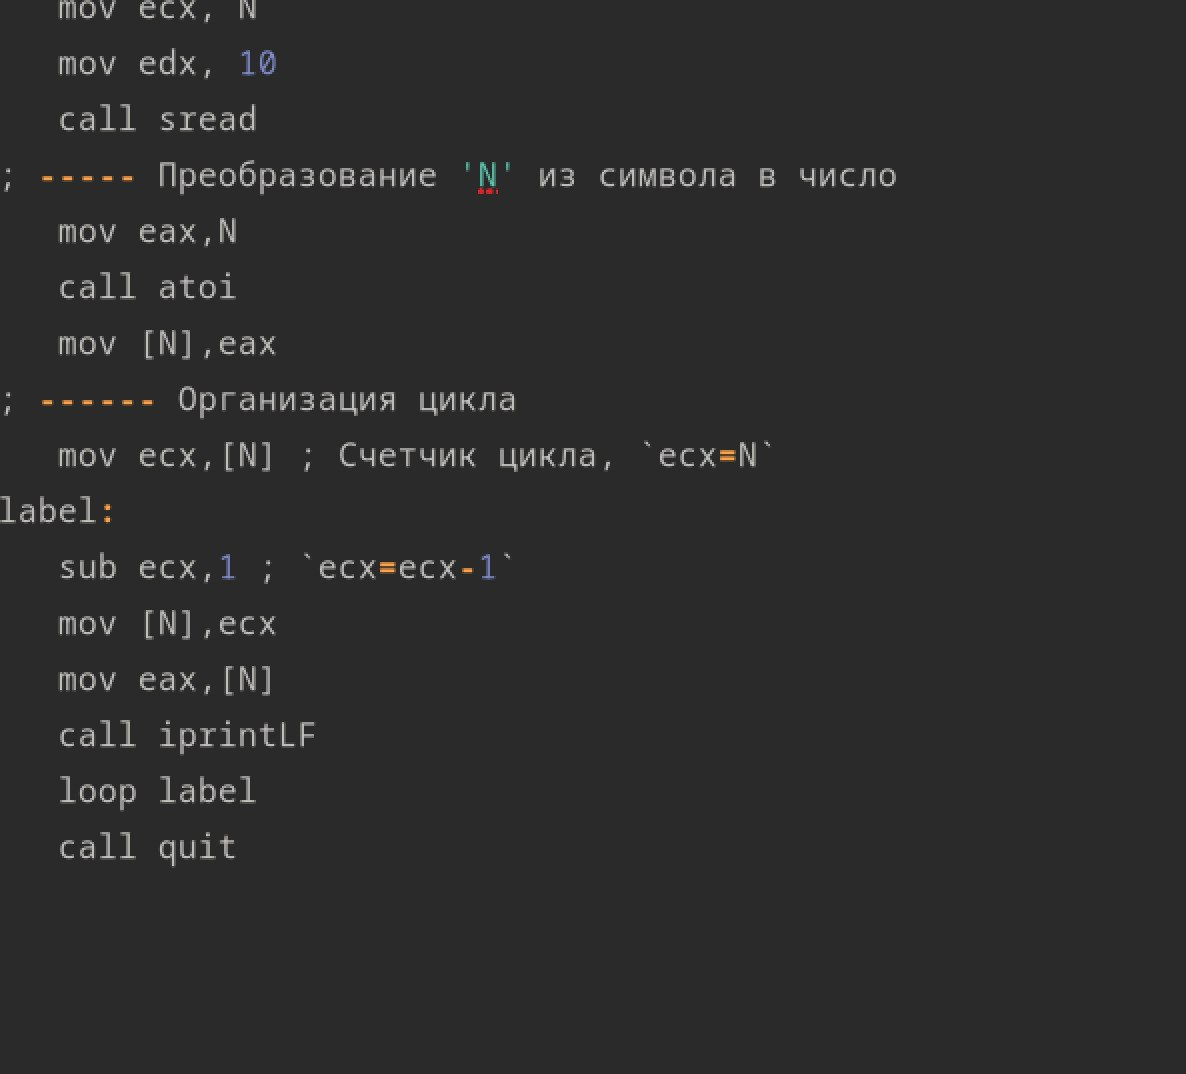 mov ecx, N
mov edx, 10
call sread
; ----- Преобразование 'N' из символа в число
mov eax,N
call atoi
mov [N],eax
; ------ Организация цикла
mov ecx,[N] ; Счетчик цикла, `ecx=N`
label:
sub ecx,1 ; `ecx=ecx-1`
mov [N],ecx
mov eax,[N]
call iprintLF
loop label
call quit